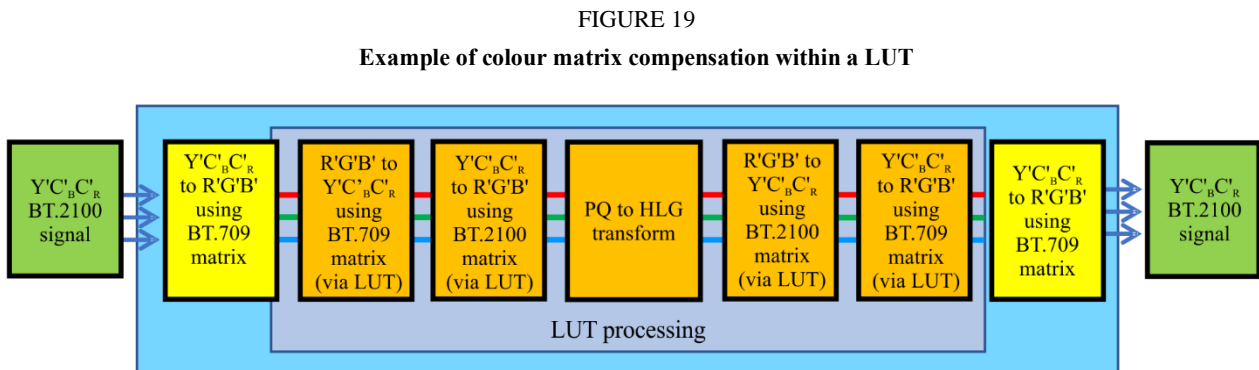 FIGURE 19
Example of colour matrix compensation within a LUT
Y'C'BC'R
BT.2100
signal
Y'C'BC'R
to R'G'B'
using
BT.709
matrix
R'G'B' to
Y'C'BC'R
using
BT.709
matrix
(via LUT)
Y'C'BC'R
to R'G'B'
using
BT.2100
matrix
(via LUT)
PQ to HLG
transform
R'G'B' to
Y'C'BC'R
using
BT.2100
matrix
(via LUT)
Y'C'BC'R
to R'G'B'
using
BT.709
matrix
(via LUT)
Y'C'BC'R
to R'G'B'
using
BT.709
matrix
Y'C'BC'R
BT.2100
signal
LUT processing